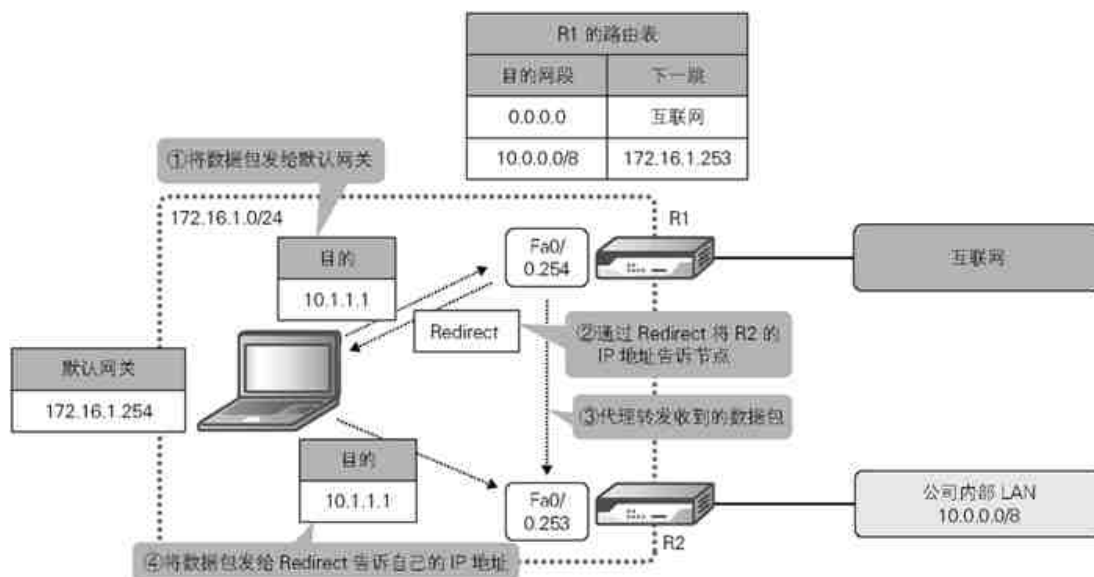 R1 的路由表
目的网段
下一跳
0.0.0.0
互联网
10.0.0.0/8
172.16.1.253
①将数据包发给默认网关
172.16.1.0/24
目的
10.1.1.1
Fa0/
0.254
R1
互联网
Redirect
②通过 Redirect 将 R2 的
IP 地址告诉节点
默认网关
172.16.1.254
③代理转发收到的数据包
目的
10.1.1.1
Fa0/
0.253
R2
公司内部 LAN
10.0.0.0/8
④将数据包发给 Redirect 告诉自己的 IP 地址